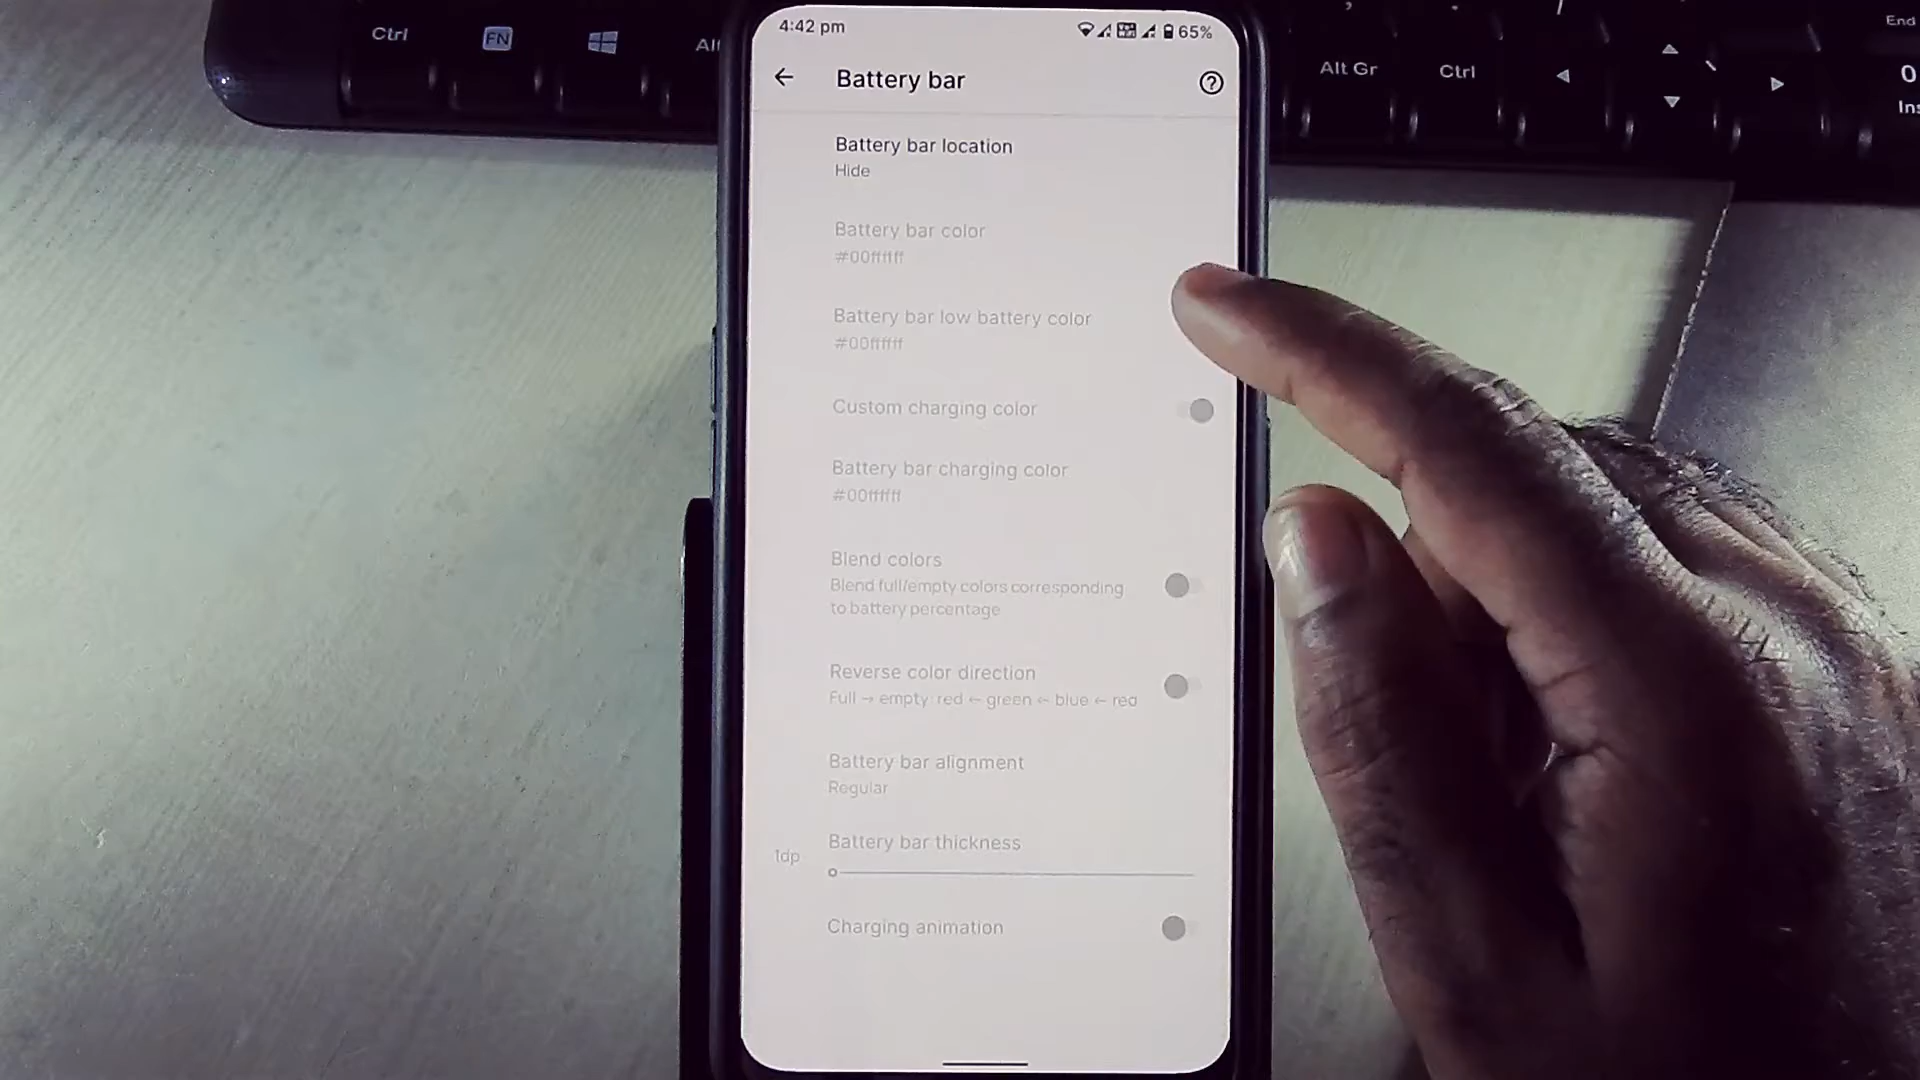 Ctrl
FN
Alt Gr
Ctrl
End
4:42 pm
65%
Battery bar
Battery bar location
Hide
Battery bar color
#00ffffff
Battery bar low battery color
#00ffffff
Custom charging color
Battery bar charging color
#00ffffff
Blend colors
Blend full/empty colors corresponding
to battery percentage
Reverse color direction
Full → empty: red ← green ← blue ← red
Battery bar alignment
Regular
Battery bar thickness
1dp
Charging animation